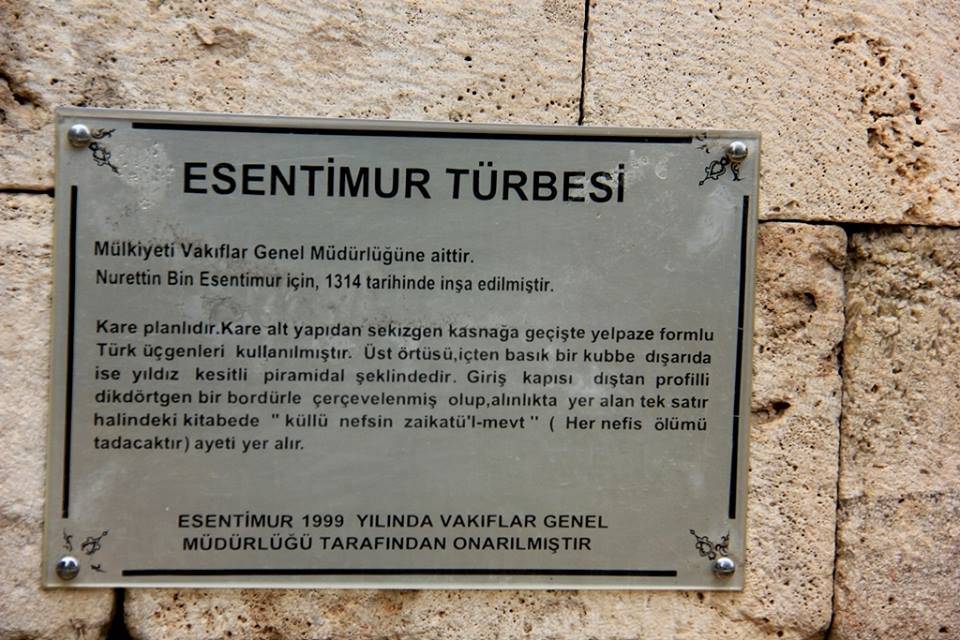 ESENTİMUR TÜRBESİ
Mülkiyeti Vakıflar Genel Müdürlüğüne aittir.
Nurettin Bin Esentimur için, 1314 tarihinde inşa edilmiştir.
Kare planlıdır.Kare alt yapıdan sekizgen kasnağa geçişte yelpaze formlu
Türk üçgenleri kullanılmıştır. Üst örtüsü,içten basık bir kubbe dışarıda
ise yıldız kesitli piramidal şeklindedir. Giriş kapısı dıştan profilli
dikdörtgen bir bordürle çerçevelenmiş olup,alınlıkta yer alan tek satır
halindeki kitabede " küllü nefsin zaikatü'l-mevt " ( Her nefis ölümü
tadacaktır) ayeti yer alır.
ESENTİMUR 1999 YILINDA VAKIFLAR GENEL
MÜDÜRLÜĞÜ TARAFINDAN ONARILMIŞTIR